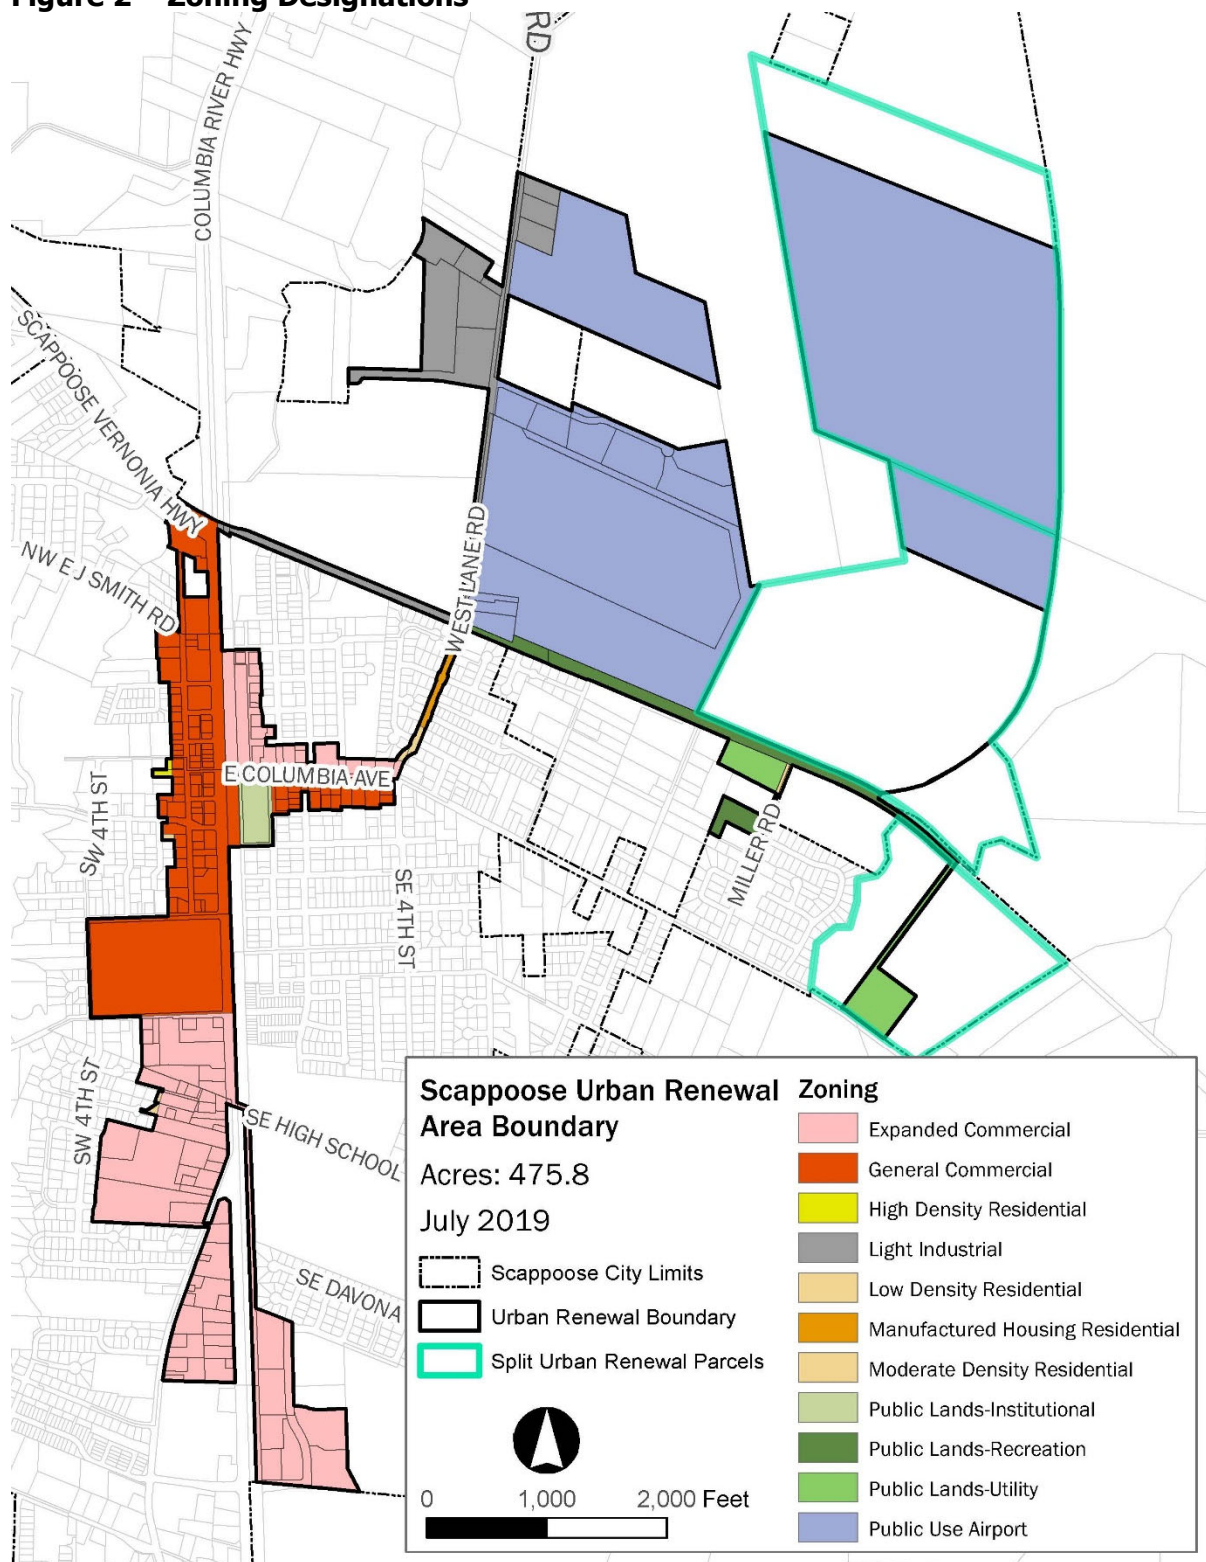 Figure 2 – Zoning Designations
RD
COLUMBIA RIVER HWY
SCAPPOOSE VERNONIA HWY
NW E J SMITH RD
WEST LANE RD
E COLUMBIA AVE
SW 4TH ST
SE 4TH ST
MILLER RD
SW 4TH ST
SE HIGH SCHOOL
SE DAVONA
Scappoose Urban Renewal
Area Boundary
Acres: 475.8
July 2019
Scappoose City Limits
Urban Renewal Boundary
Split Urban Renewal Parcels
0 1,000 2,000 Feet
Zoning
Expanded Commercial
General Commercial
High Density Residential
Light Industrial
Low Density Residential
Manufactured Housing Residential
Moderate Density Residential
Public Lands-Institutional
Public Lands-Recreation
Public Lands-Utility
Public Use Airport